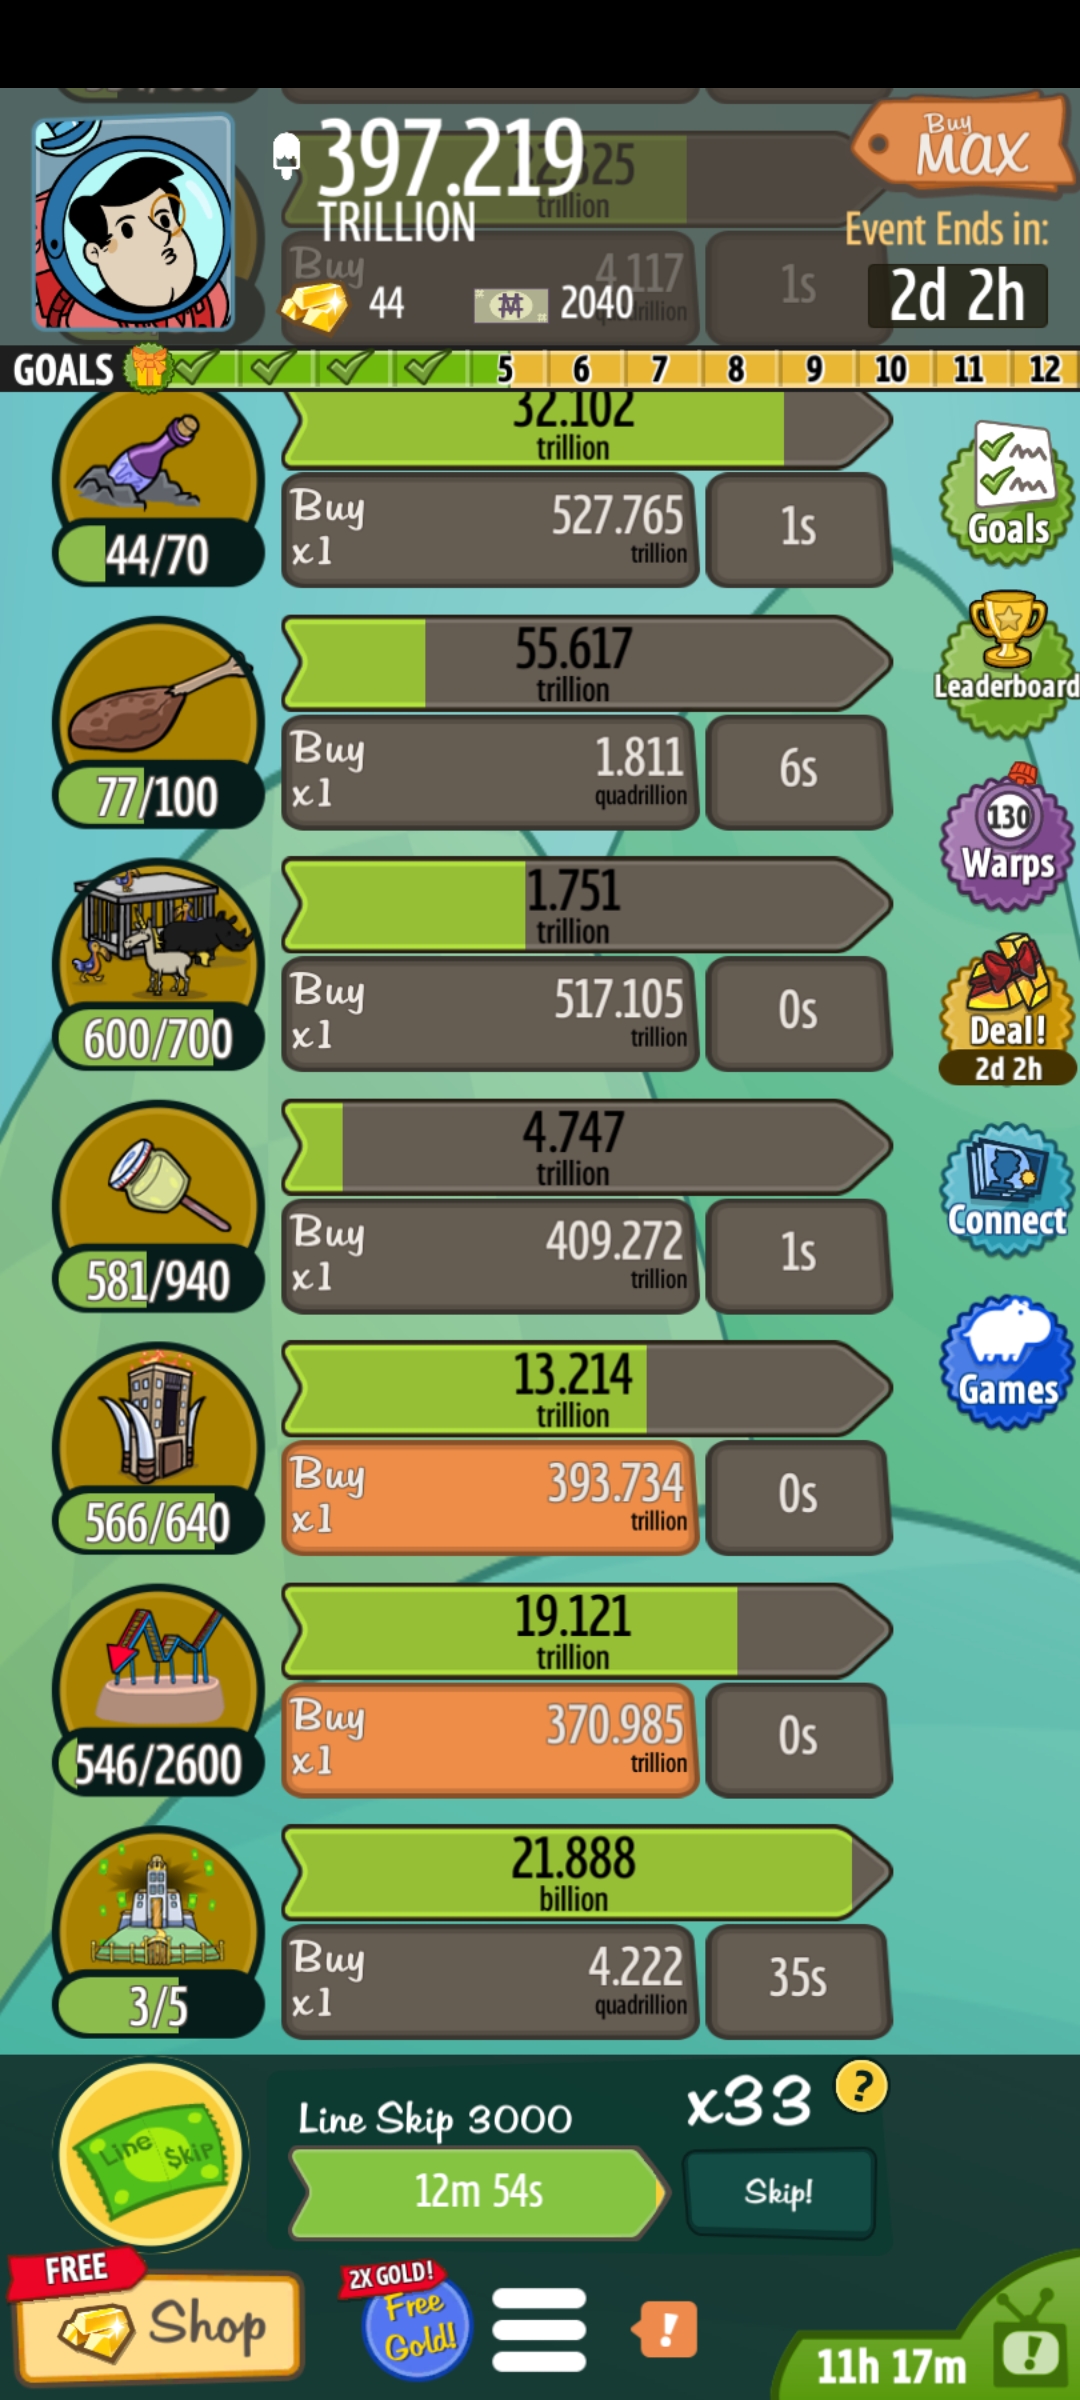 397.219
TRILLION
Buy
MAX
Event Ends in:
2d 2h
44
2040
trillion
Buy
4.117
1s
GOALS
5 6 7 8 9 10 11 12
32.102
trillion
44/70
Buy
x1
527.765
trillion
1s
Goals
55.617
trillion
77/100
Buy
x1
1.811
quadrillion
6s
Leaderboard
130
Warps
1.751
trillion
600/700
Buy
x1
517.105
trillion
0s
Deal!
2d 2h
4.747
trillion
581/940
Buy
x1
409.272
trillion
1s
Connect
13.214
trillion
566/640
Buy
x1
393.734
trillion
0s
Games
19.121
trillion
546/2600
Buy
x1
370.985
trillion
0s
21.888
billion
3/5
Buy
x1
4.222
quadrillion
35s
Line $kip
Line Skip 3000
12m 54s
x33
?
Skip!
FREE
Shop
2X GOLD!
Free
Gold!
!
11h 17m
!